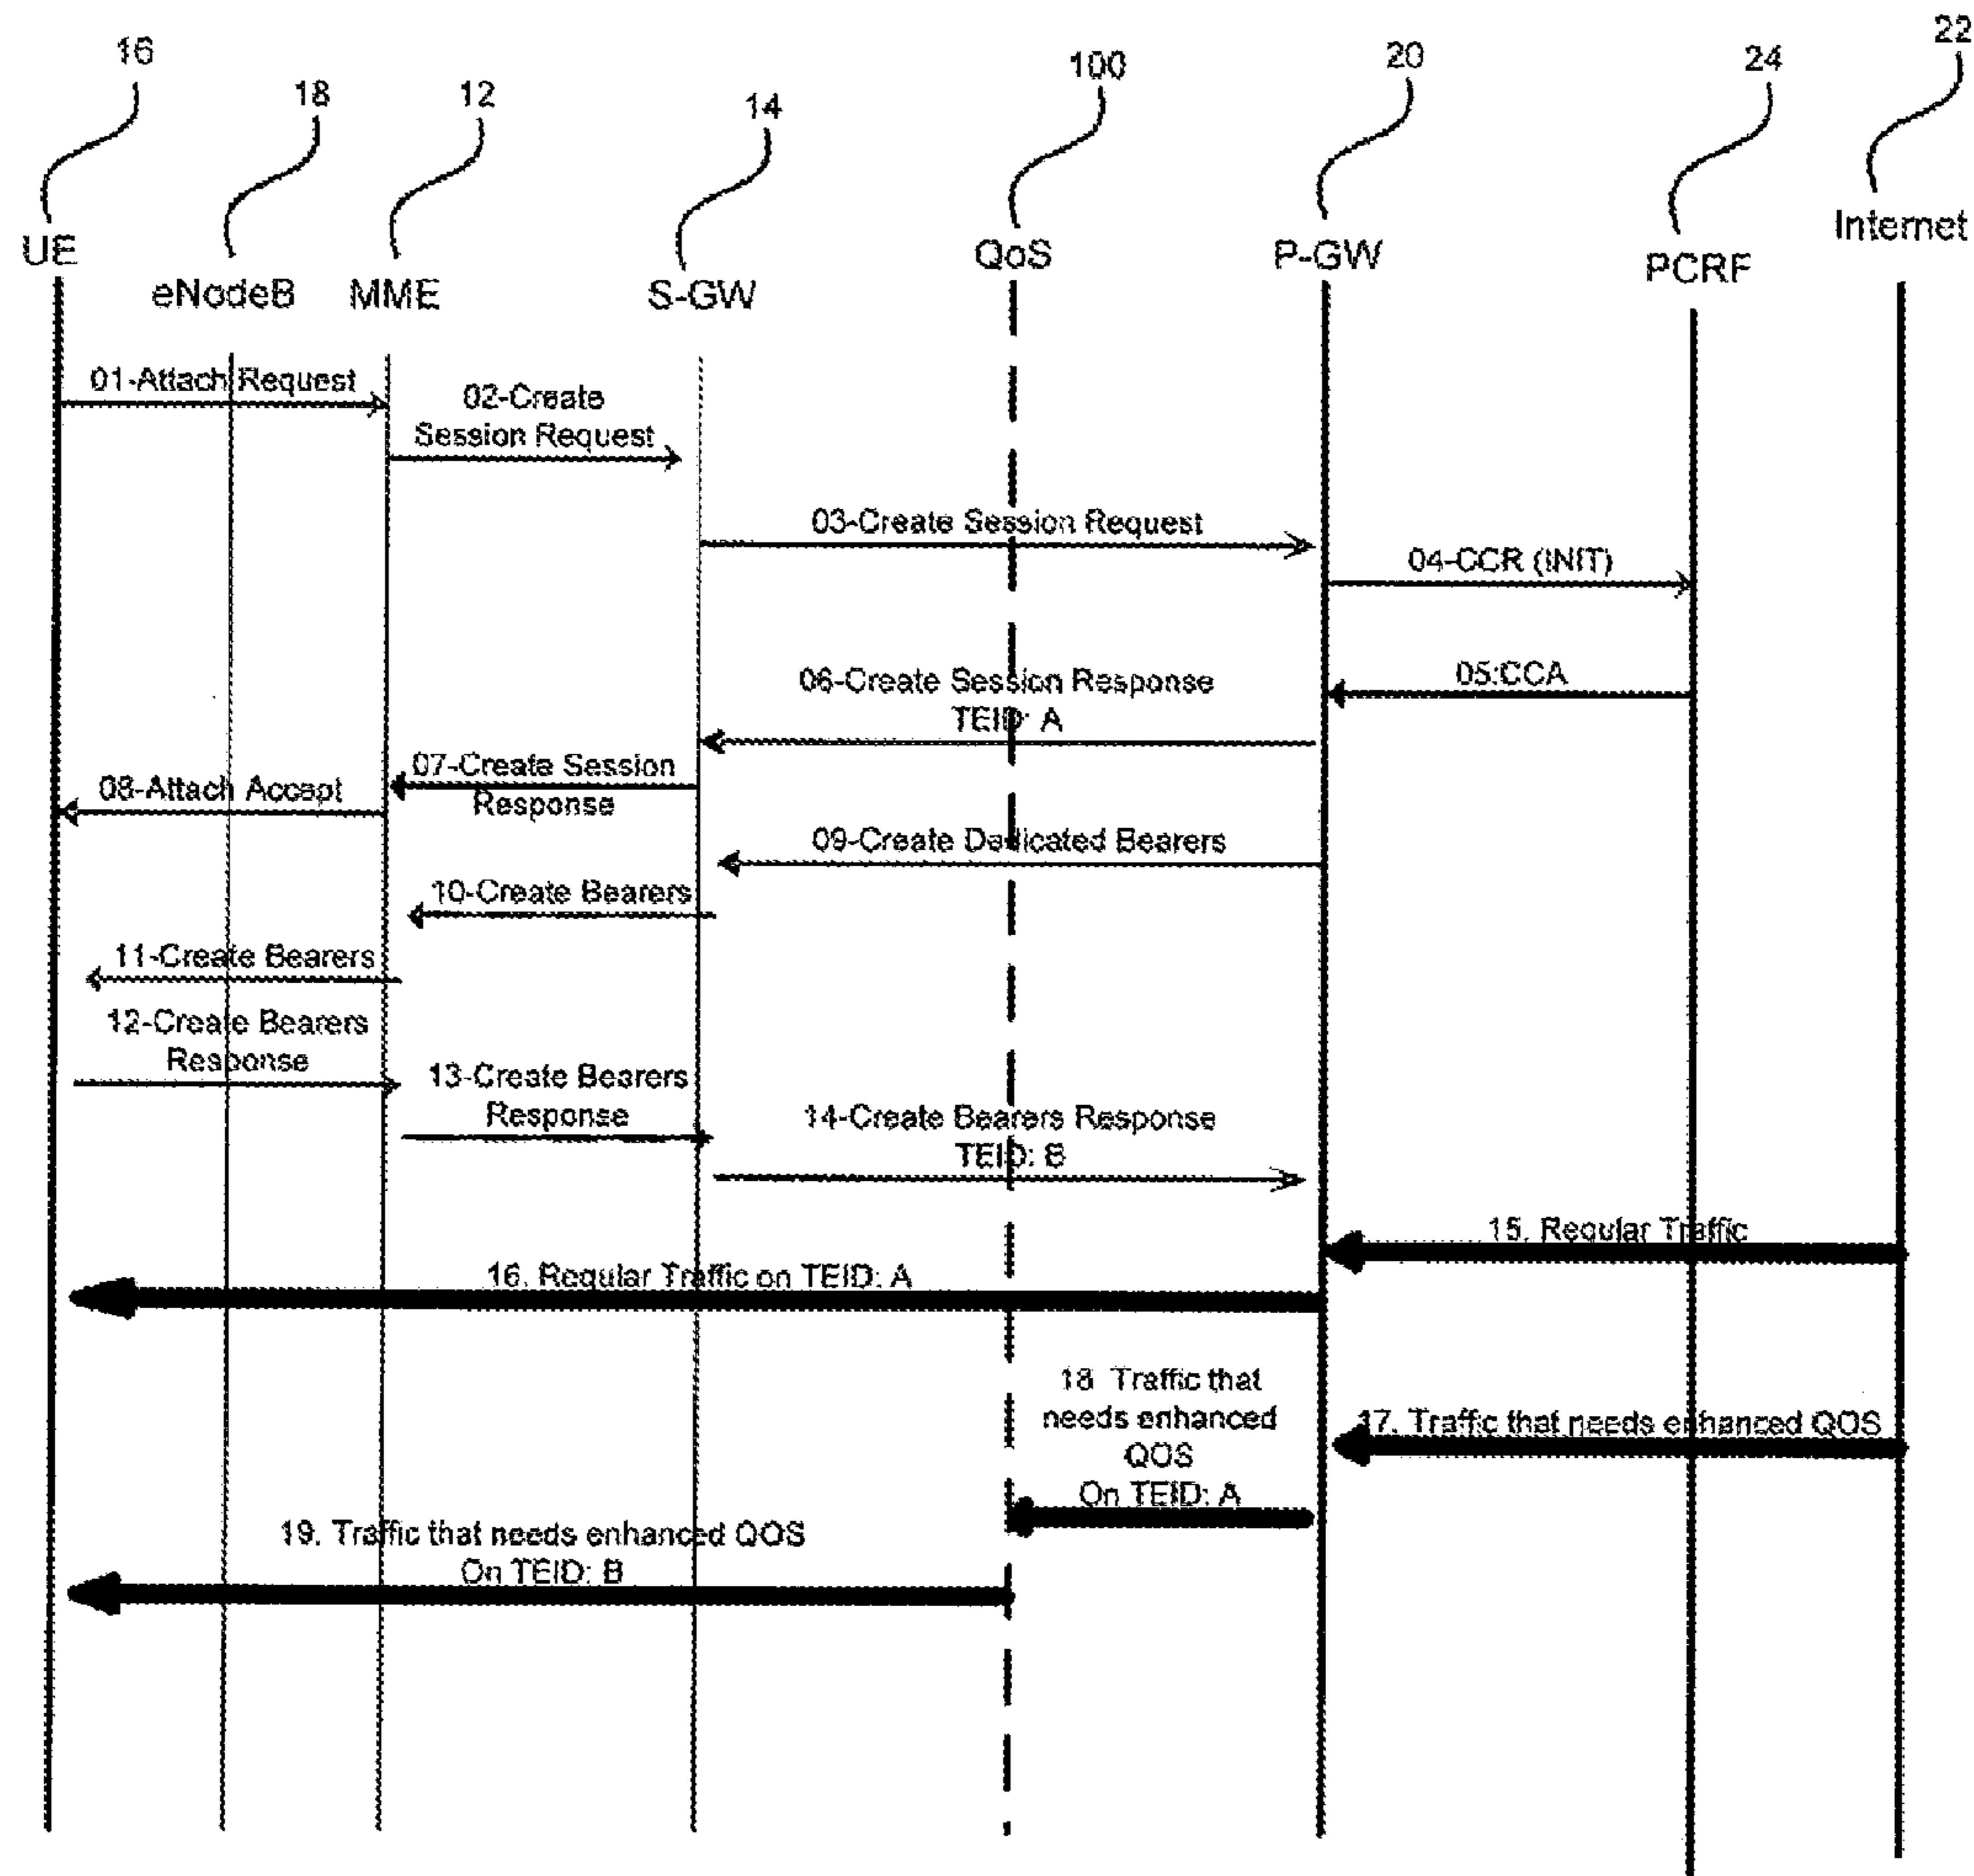 16
18
12
14
100
20
24
22
UE
eNodeB
MME
S-GW
QoS
P-GW
PCRF
Internet
01-Attach Request
02-Create
Session Request
03-Create Session Request
04-CCR (INIT)
05:CCA
06-Create Session Response
TEID: A
07-Create Session
Response
08-Attach Accept
09-Create Dedicated Bearers
10-Create Bearers
11-Create Bearers
12-Create Bearers
Response
13-Create Bearers
Response
14-Create Bearers Response
TEID: B
15. Regular Traffic
16. Regular Traffic on TEID: A
17. Traffic that needs enhanced QOS
18 Traffic that
needs enhanced
QOS
On TEID: A
19. Traffic that needs enhanced QOS
On TEID: B